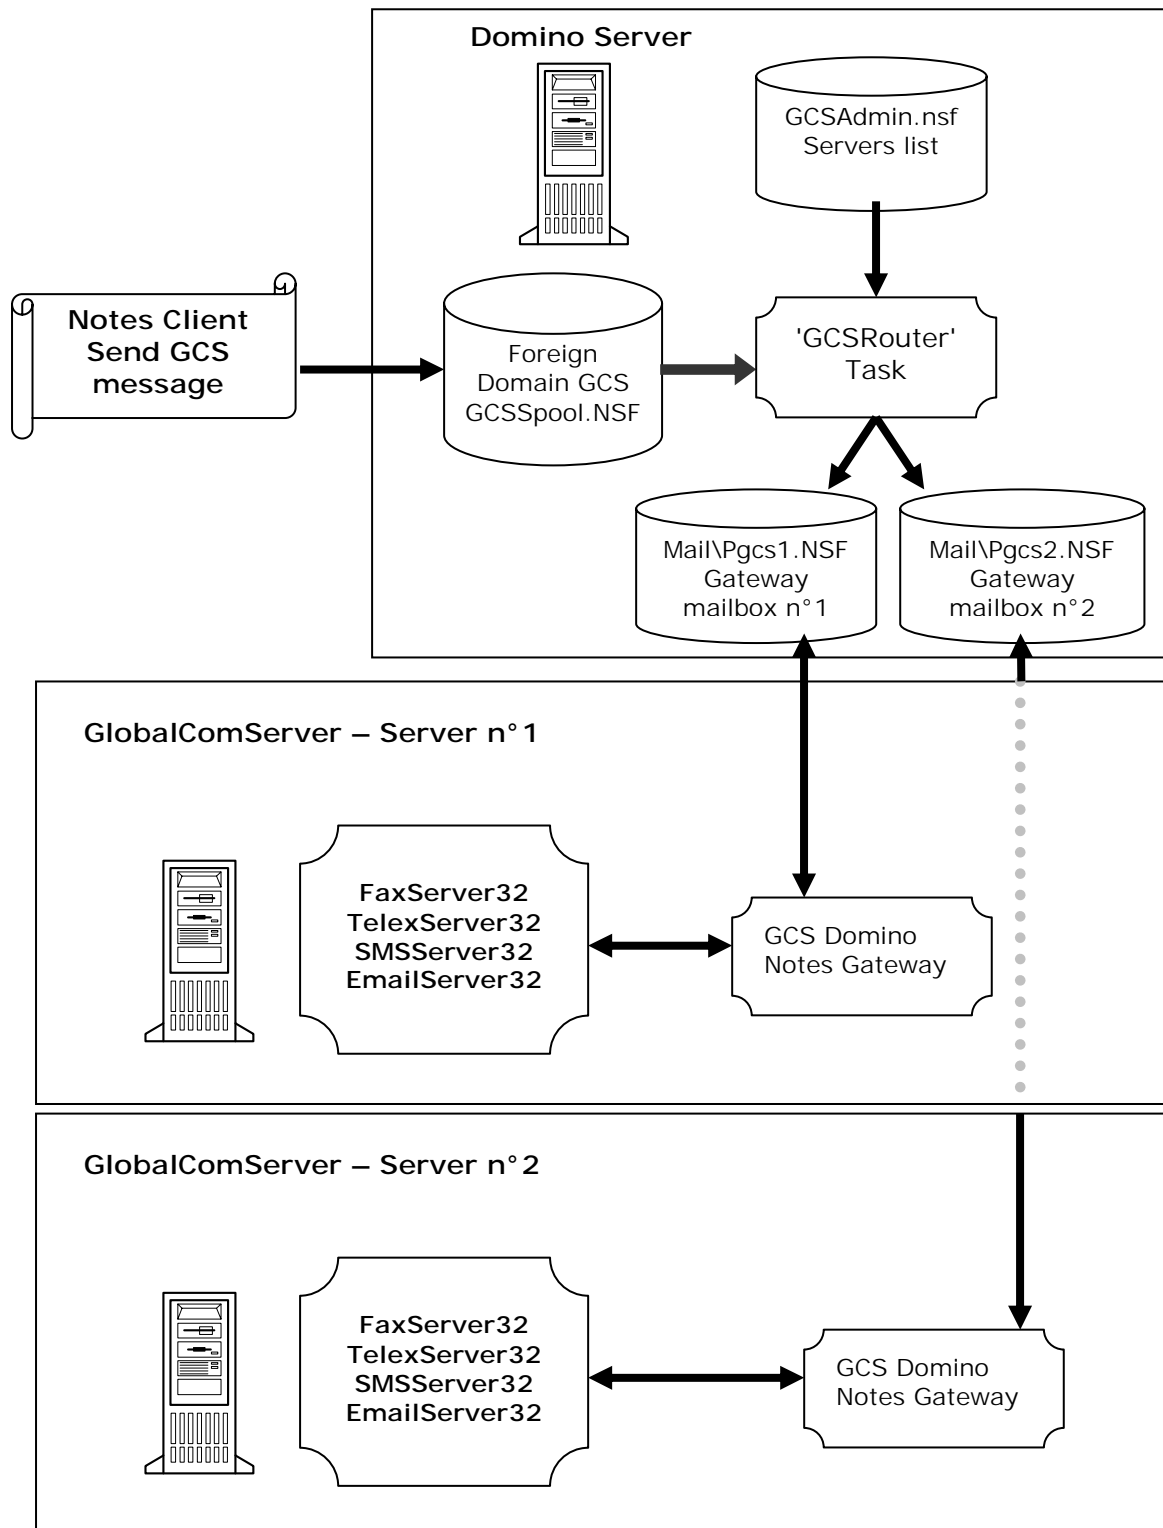 Domino Server
GCSAdmin.nsf
Servers list
Notes Client
Send GCS
message
Foreign
Domain GCS
GCSSpool.NSF
'GCSRouter'
Task
Mail\Pgcs1.NSF
Gateway
mailbox n°1
Mail\Pgcs2.NSF
Gateway
mailbox n°2
GlobalComServer – Server n°1
FaxServer32
TelexServer32
SMSServer32
EmailServer32
GCS Domino
Notes Gateway
GlobalComServer – Server n°2
FaxServer32
TelexServer32
SMSServer32
EmailServer32
GCS Domino
Notes Gateway